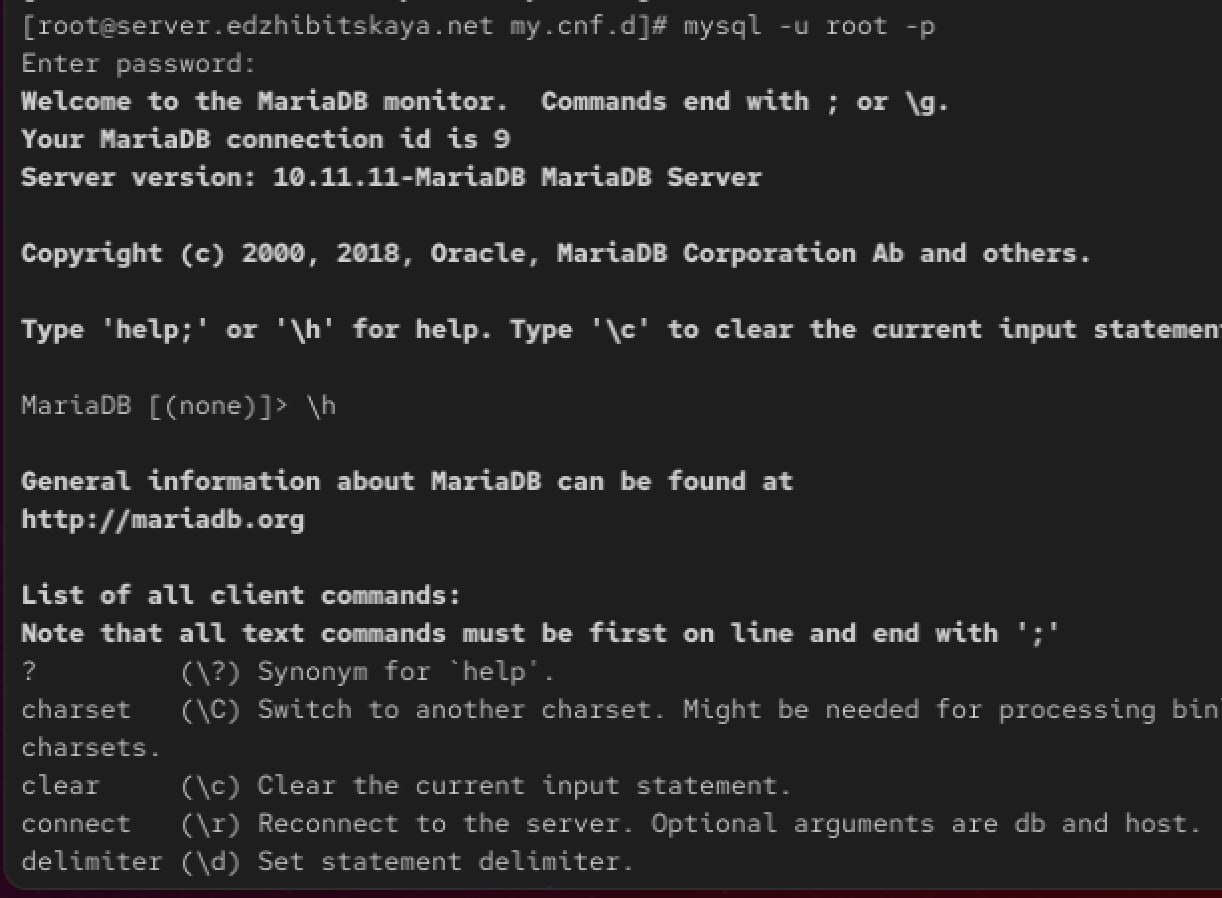 [root@server.edzhibitskaya.net my.cnf.d]# mysql -u root -p
Enter password:
Welcome to the MariaDB monitor.  Commands end with ; or \g.
Your MariaDB connection id is 9
Server version: 10.11.11-MariaDB MariaDB Server
Copyright (c) 2000, 2018, Oracle, MariaDB Corporation Ab and others.
Type 'help;' or '\h' for help. Type '\c' to clear the current input statement
MariaDB [(none)]> \h
General information about MariaDB can be found at
http://mariadb.org
List of all client commands:
Note that all text commands must be first on line and end with ';'
?         (\?) Synonym for `help'.
charset   (\C) Switch to another charset. Might be needed for processing bin
charsets.
clear     (\c) Clear the current input statement.
connect   (\r) Reconnect to the server. Optional arguments are db and host.
delimiter (\d) Set statement delimiter.